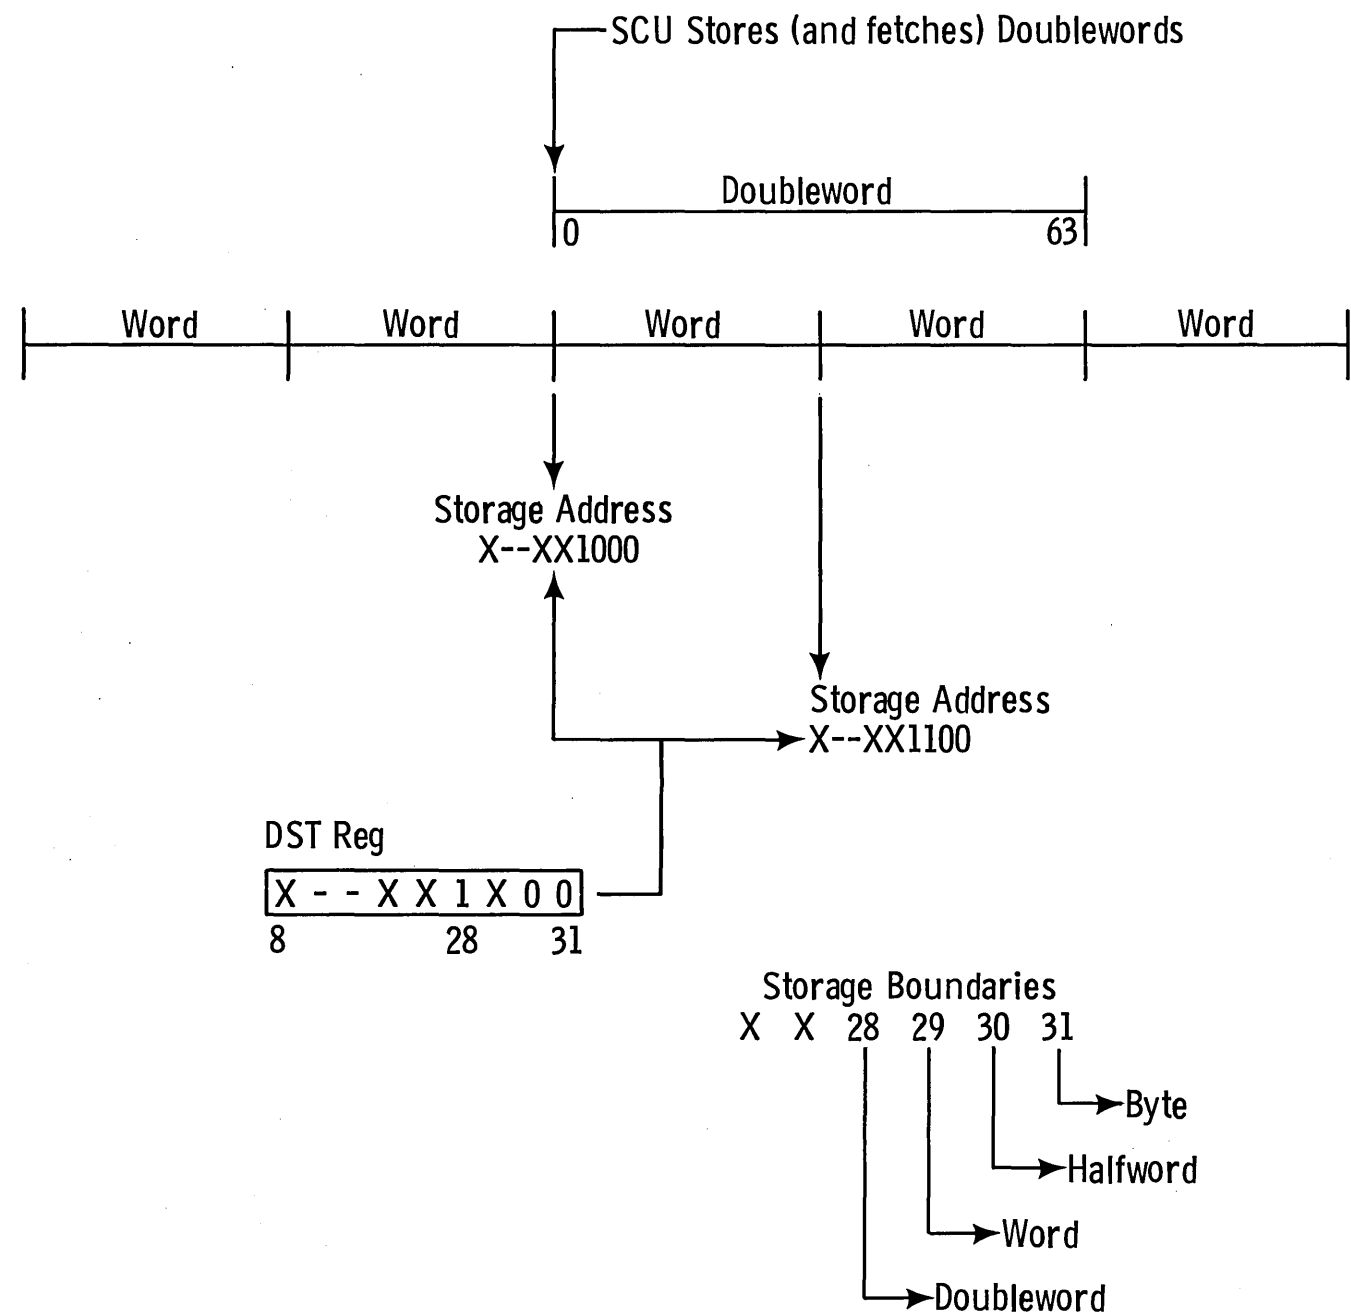 SCU Stores (and fetches) Doublewords
Doubleword
0 63
Word Word Word Word Word
Storage Address
X--XX1000
Storage Address
X--XX1100
DST Reg
X - - X X 1 X 0 0
8 28 31
Storage Boundaries
X X 28 29 30 31
Byte
Halfword
Word
Doubleword